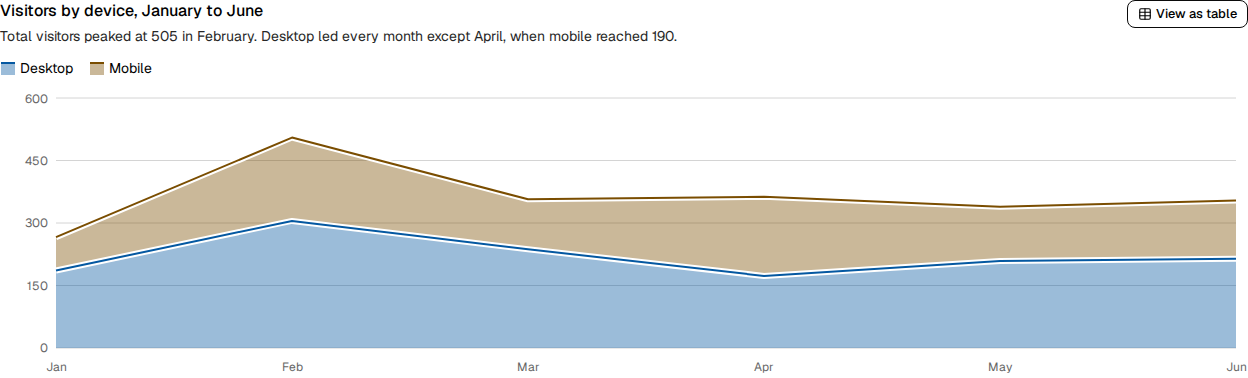 Visitors by device, January to June
View as table
Total visitors peaked at 505 in February. Desktop led every month except April, when mobile reached 190.
Desktop Mobile
600
450
300
150
0
Jan Feb Mar Apr May Jun